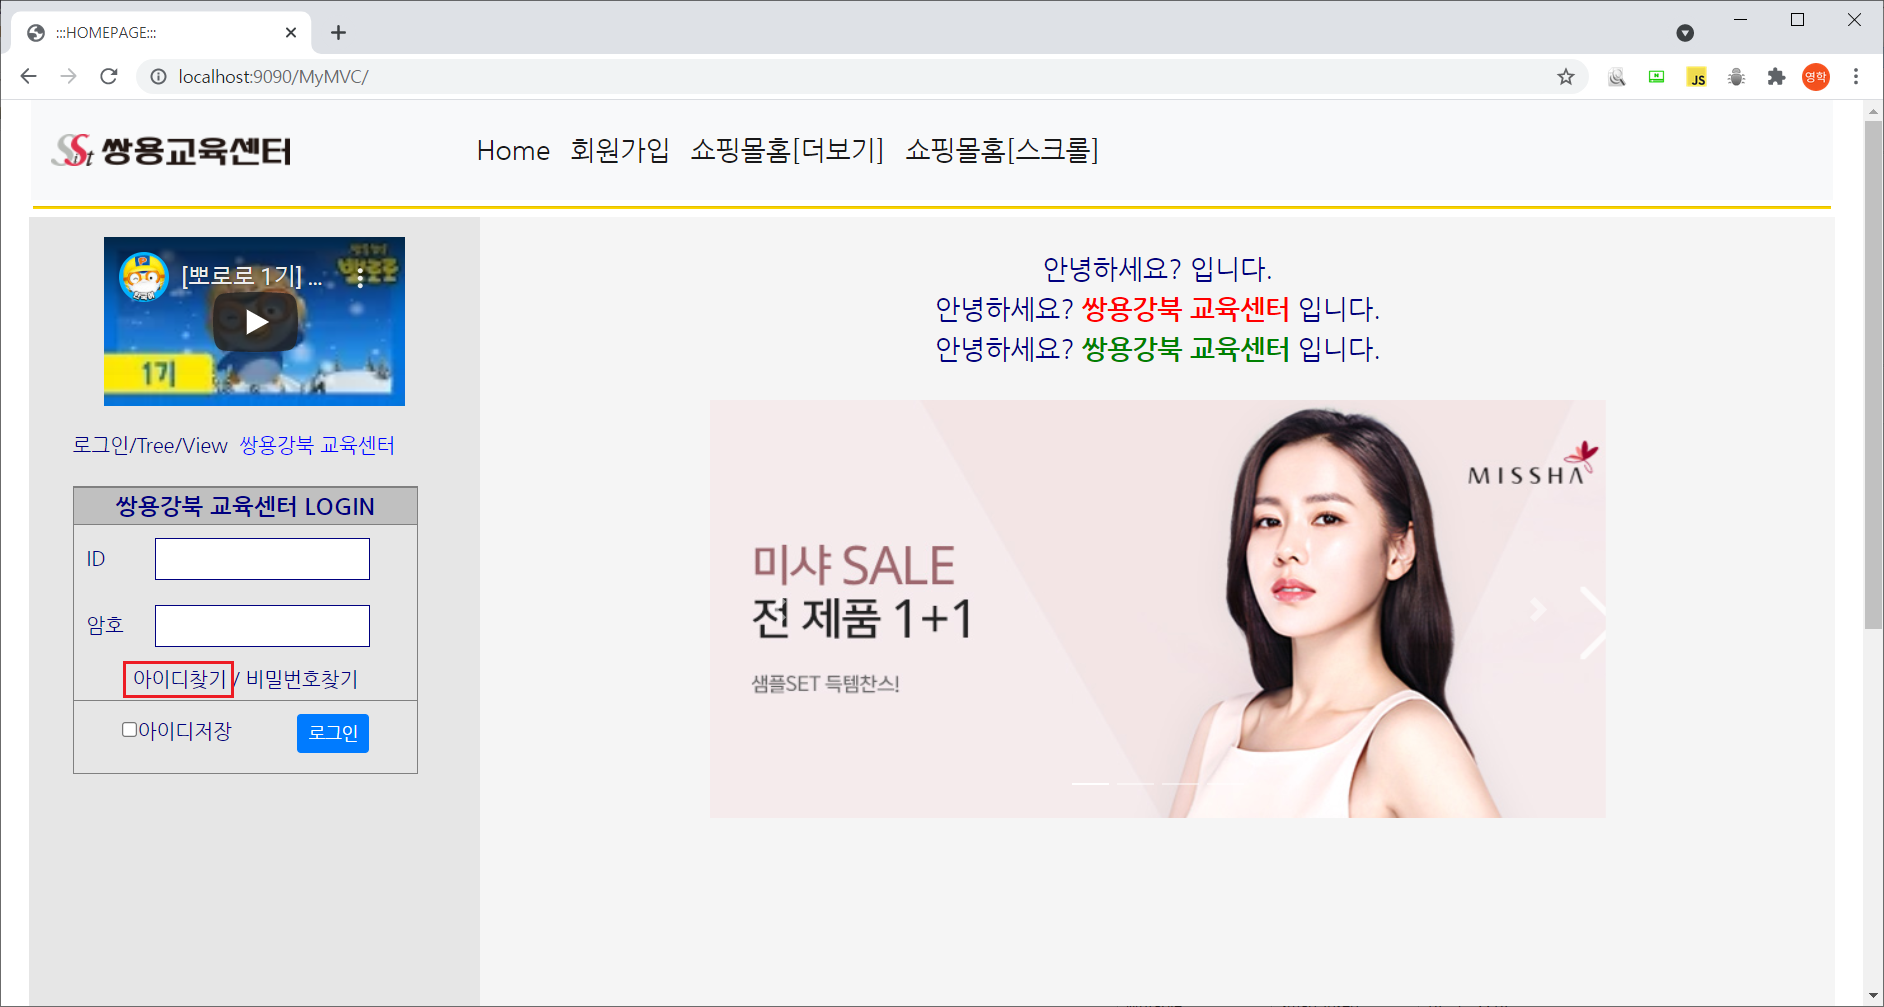 :::HOMEPAGE:::
localhost:9090/MyMVC/
JS
영학
Sist 쌍용교육센터
Home 회원가입 쇼핑몰홈[더보기] 쇼핑몰홈[스크롤]
[뽀로로 1기] ...
1기
로그인/Tree/View 쌍용강북 교육센터
쌍용강북 교육센터 LOGIN
ID
암호
아이디찾기 / 비밀번호찾기
아이디저장
로그인
안녕하세요? 입니다.
안녕하세요? 쌍용강북 교육센터 입니다.
안녕하세요? 쌍용강북 교육센터 입니다.
MISSHA
미샤 SALE
전 제품 1+1
샘플SET 득템찬스!